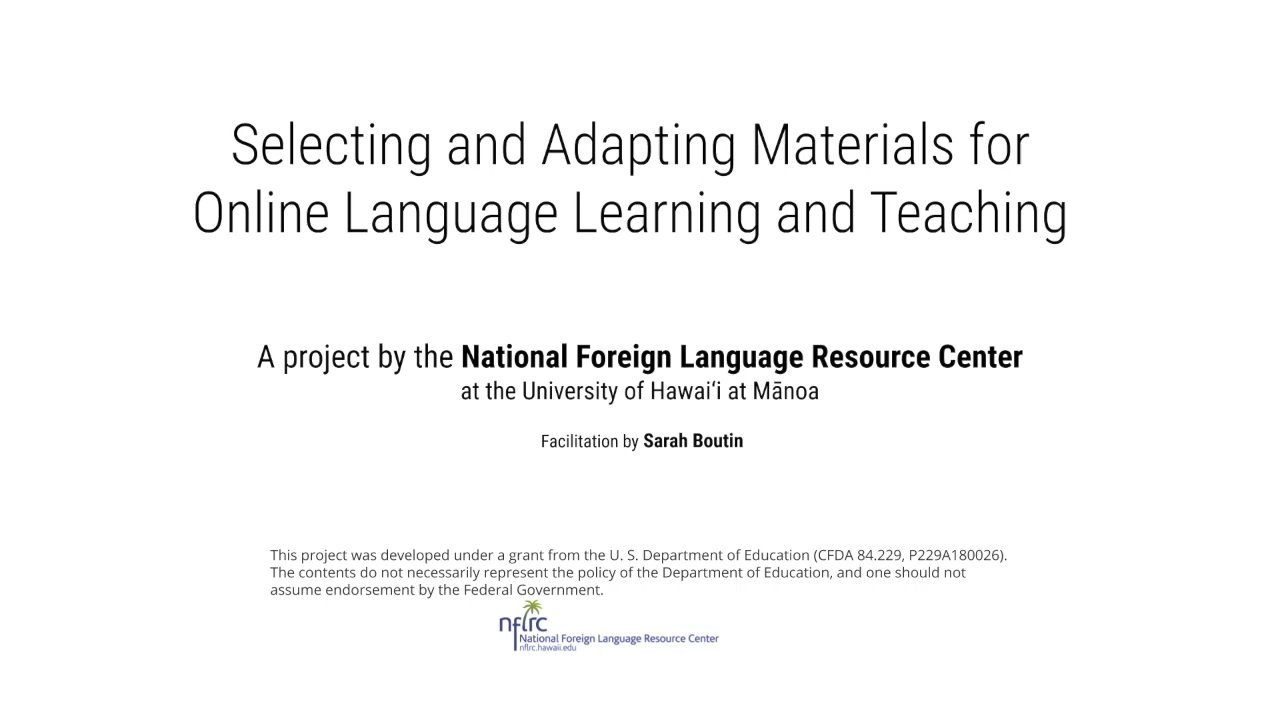 Selecting and Adapting Materials for
Online Language Learning and Teaching
A project by the National Foreign Language Resource Center
at the University of Hawaiʻi at Mānoa
Facilitation by Sarah Boutin
This project was developed under a grant from the U. S. Department of Education (CFDA 84.229, P229A180026).
The contents do not necessarily represent the policy of the Department of Education, and one should not
assume endorsement by the Federal Government.
nflrc
National Foreign Language Resource Center
nflrc.hawaii.edu